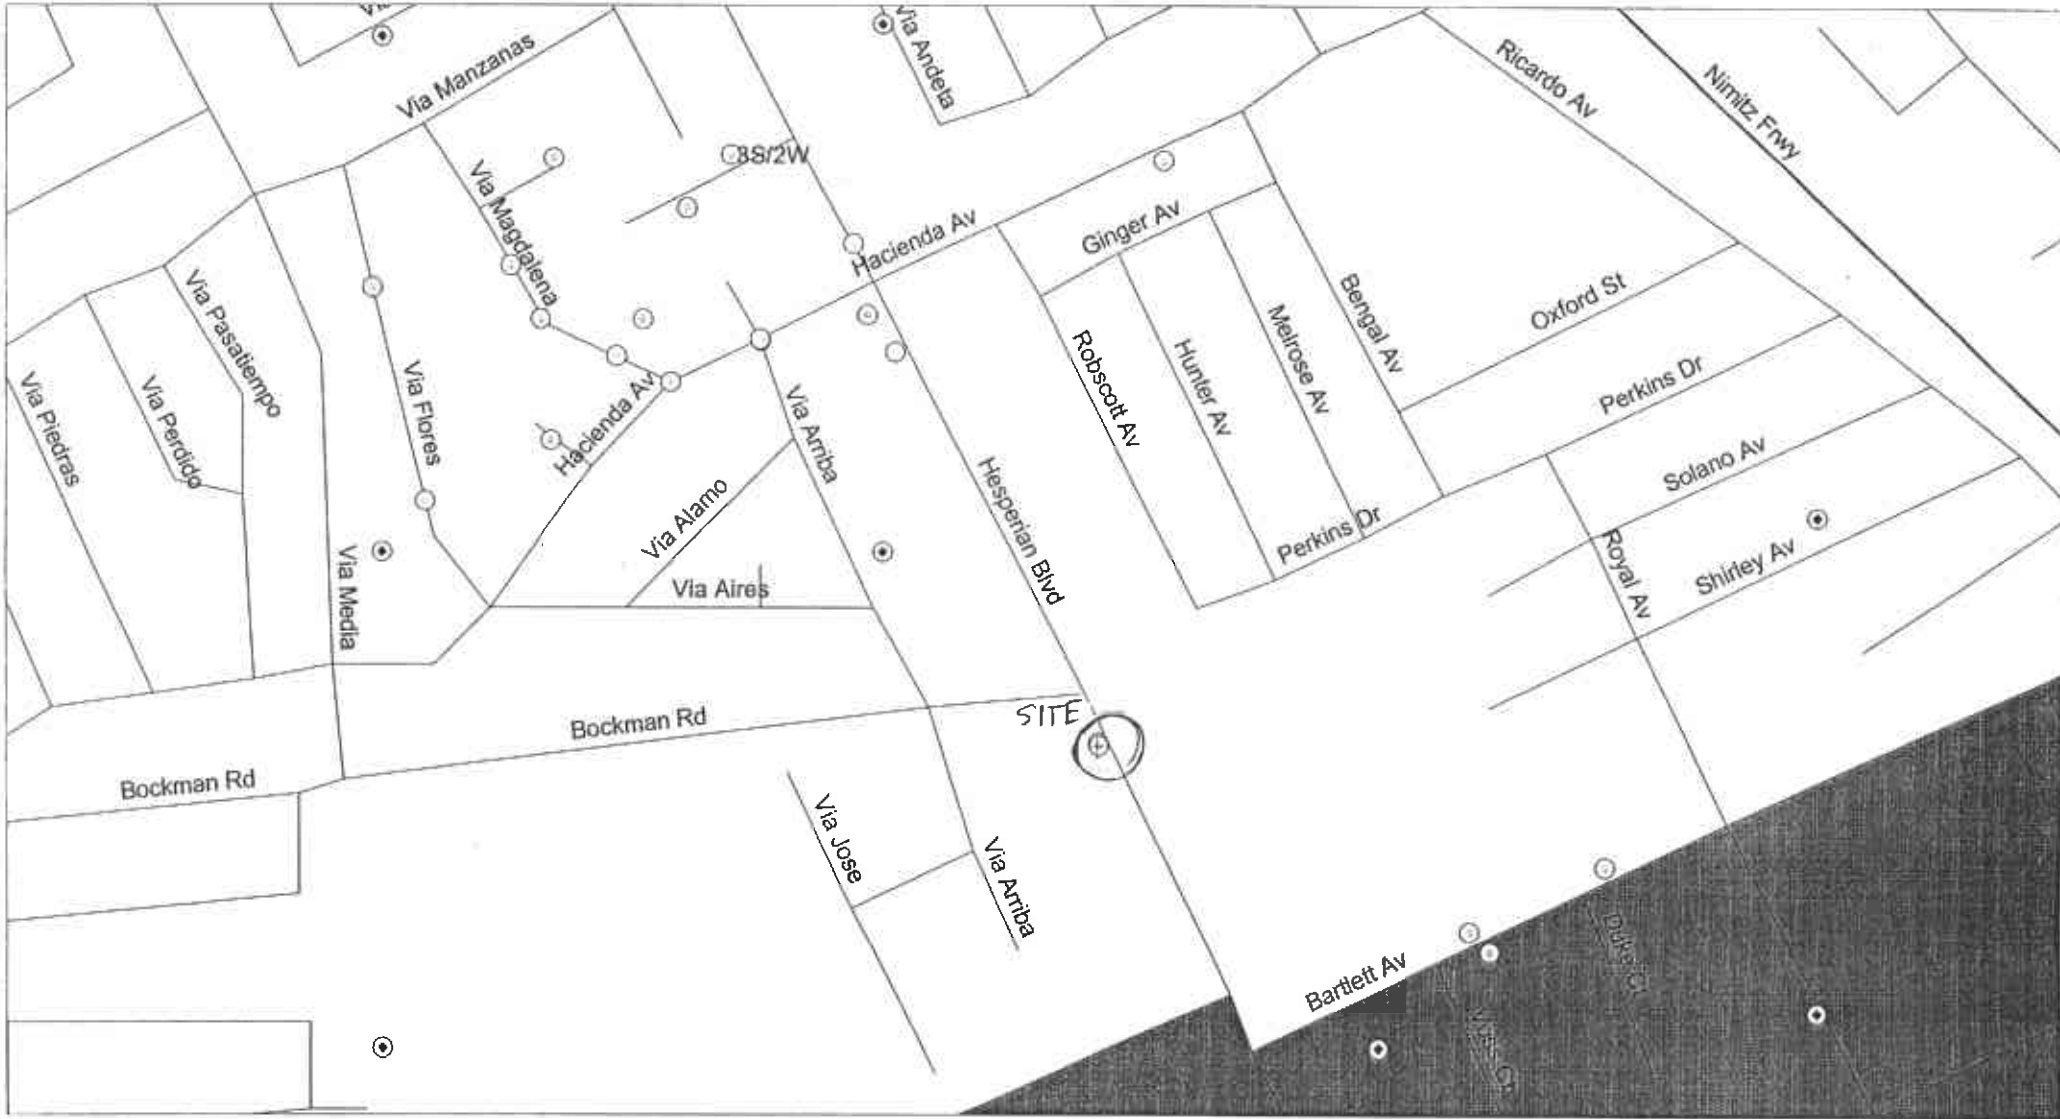 Via Manzanas
Via Andeta
Ricardo Av
Nimitz Frwy
3S/2W
Via Magdalena
Hacienda Av
Ginger Av
Via Pasatiempo
Bengal Av
Oxford St
Via Piedras
Via Perdido
Via Flores
Hacienda Av
Via Arriba
Robscott Av
Hunter Av
Melrose Av
Perkins Dr
Solano Av
Hesperian Blvd
Via Alamo
Perkins Dr
Royal Av
Shirley Av
Via Media
Via Aires
SITE
Bockman Rd
Bockman Rd
Via Jose
Via Arriba
Bartlett Av
Duke Ct